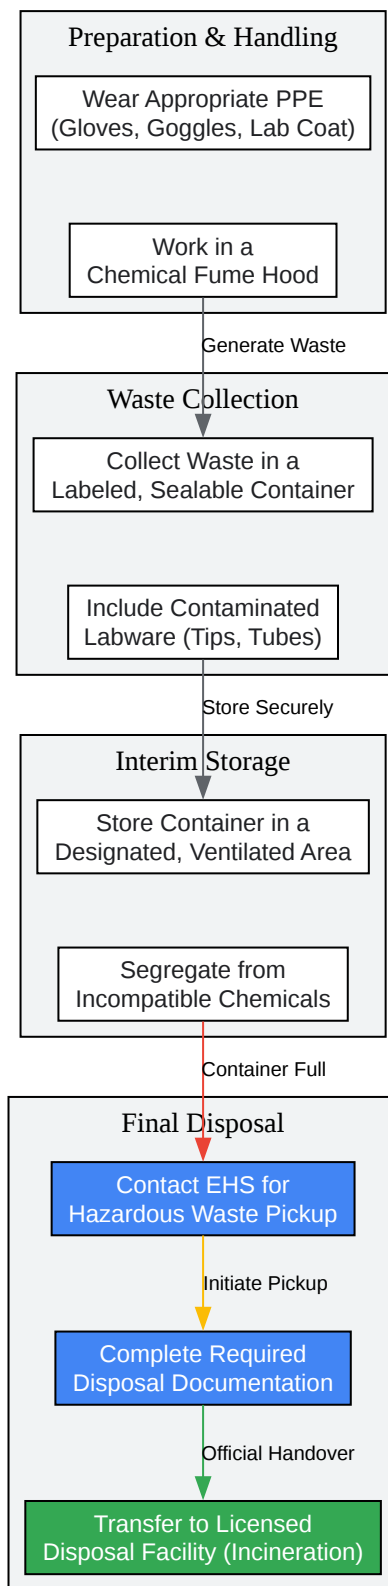 Preparation & Handling
Wear Appropriate PPE
(Gloves, Goggles, Lab Coat)
Work in a
Chemical Fume Hood
Generate Waste
Waste Collection
Collect Waste in a
Labeled, Sealable Container
Include Contaminated
Labware (Tips, Tubes)
Store Securely
Interim Storage
Store Container in a
Designated, Ventilated Area
Segregate from
Incompatible Chemicals
Container Full
Final Disposal
Contact EHS for
Hazardous Waste Pickup
Initiate Pickup
Complete Required
Disposal Documentation
Official Handover
Transfer to Licensed
Disposal Facility (Incineration)